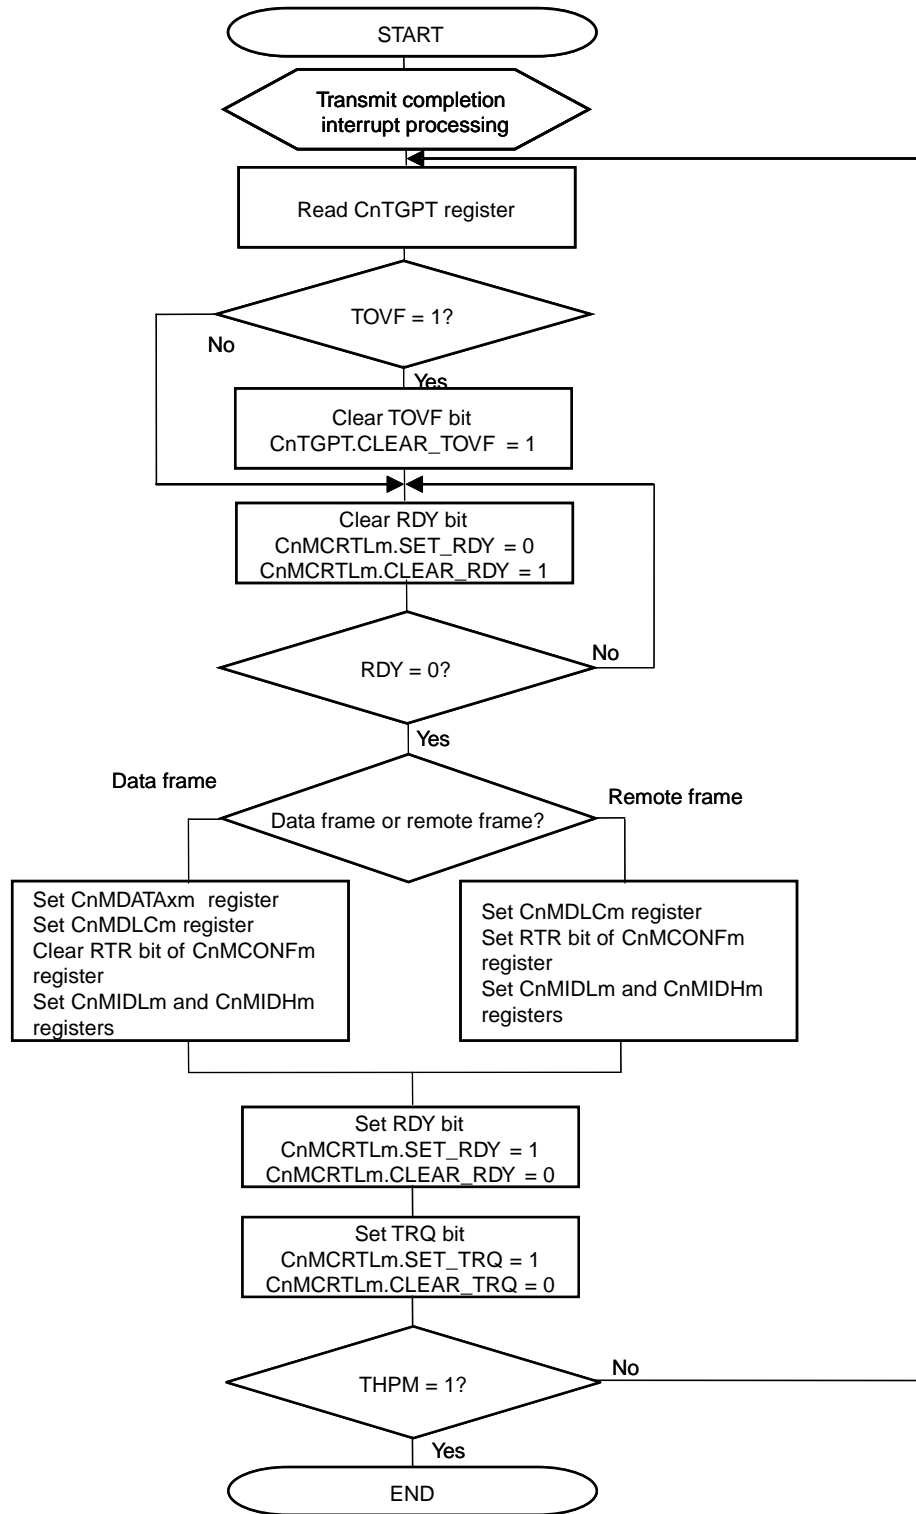 START
Transmit completion
interrupt processing
Read CnTGPT register
TOVF = 1?
No
Yes
Clear TOVF bit
CnTGPT.CLEAR_TOVF = 1
Clear RDY bit
CnMCRTLm.SET_RDY = 0
CnMCRTLm.CLEAR_RDY = 1
RDY = 0?
No
Yes
Data frame or remote frame?
Data frame
Remote frame
Set CnMDATAxm register
Set CnMDLCm register
Clear RTR bit of CnMCONFm
register
Set CnMIDLm and CnMIDHm
registers
Set CnMDLCm register
Set RTR bit of CnMCONFm
register
Set CnMIDLm and CnMIDHm
registers
Set RDY bit
CnMCRTLm.SET_RDY = 1
CnMCRTLm.CLEAR_RDY = 0
Set TRQ bit
CnMCRTLm.SET_TRQ = 1
CnMCRTLm.CLEAR_TRQ = 0
THPM = 1?
No
Yes
END